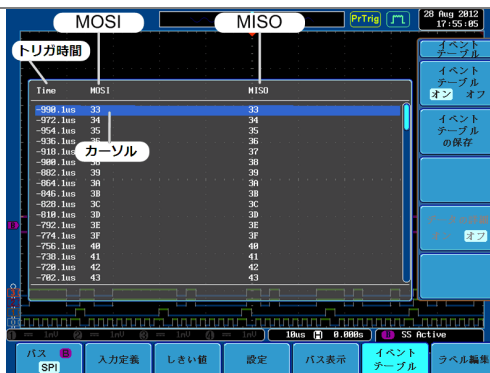 MOSI
MISO
PrTrig
28 Aug 2012
17:55:05
トリガ時間
Time MOSI MISO
-990.1us 33 33
-972.1us 34 34
-954.1us 35 35
-936.1us 36 36
-918.1us 37
カーソル
-900.1us 38 38
-882.1us 39 39
-864.1us 3A 3A
-846.1us 3B 3B
-828.1us 3C 3C
-810.1us 3D 3D
-792.1us 3E 3E
-774.1us 3F 3F
-756.1us 40 40
-738.1us 41 41
-720.1us 42 42
-702.1us 43 43
イベント
テーブル
イベント
テーブル
オン オフ
イベント
テーブル
の保存
オフ
B
10us H 0.000s
B SS Active
バス B
SPI
入力定義
しきい値
設定
バス表示
イベント
テーブル
ラベル編集